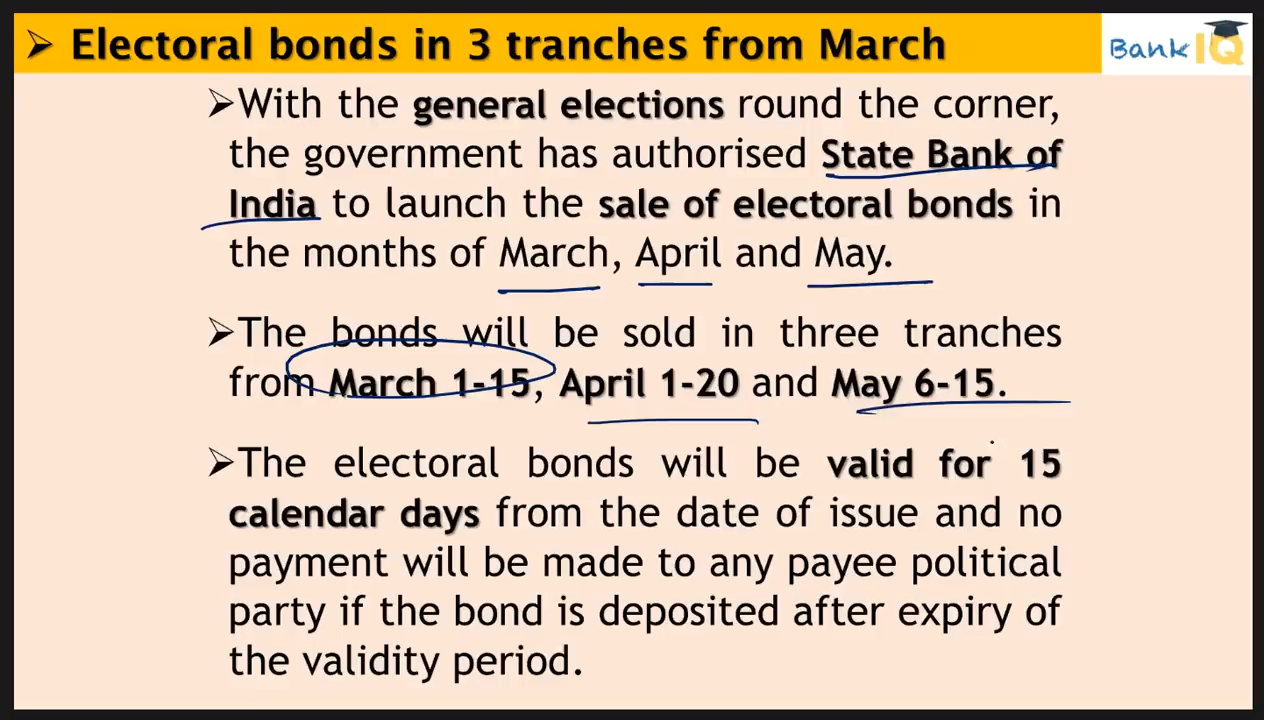 ➢ Electoral bonds in 3 tranches from March
Bank IQ
➢With the general elections round the corner,
the government has authorised State Bank of
India to launch the sale of electoral bonds in
the months of March, April and May.
➢The bonds will be sold in three tranches
from March 1-15, April 1-20 and May 6-15.
➢The electoral bonds will be valid for 15
calendar days from the date of issue and no
payment will be made to any payee political
party if the bond is deposited after expiry of
the validity period.